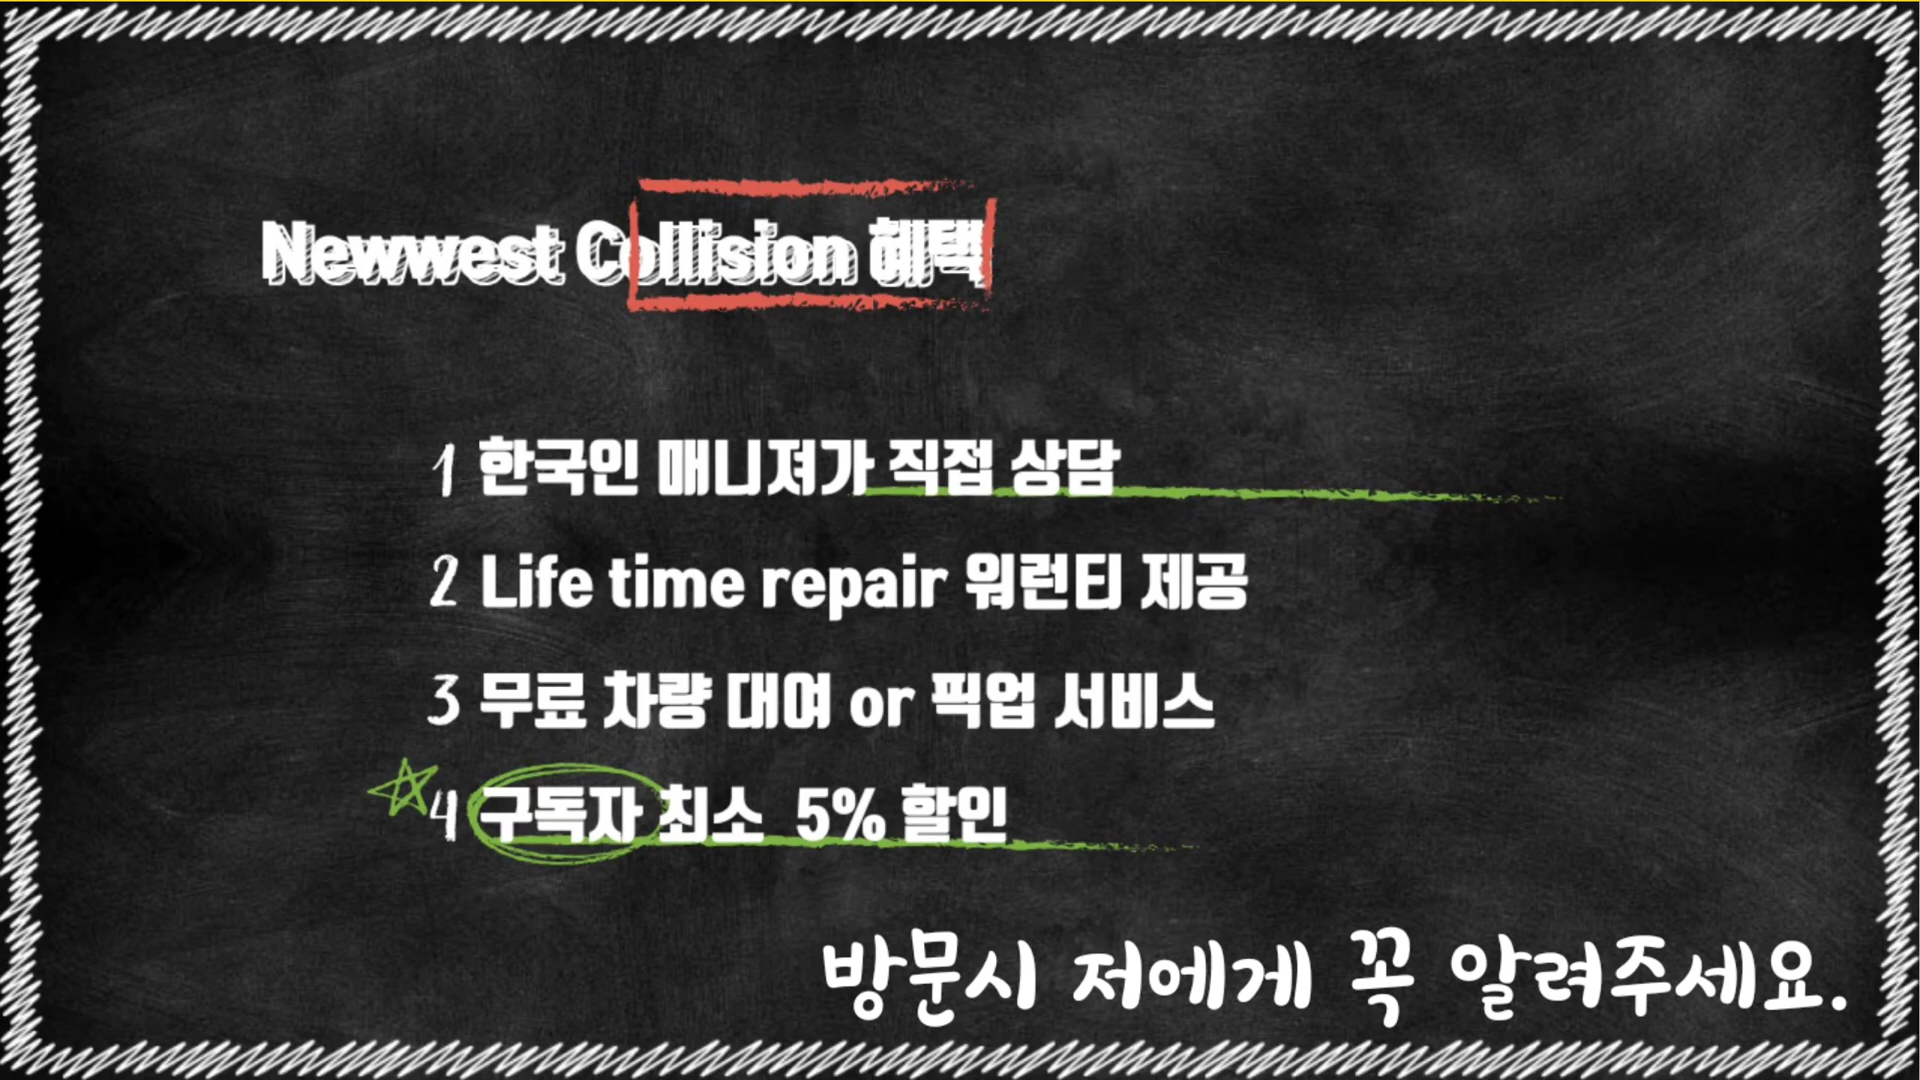 Newwest Collision 혜택
1 한국인 매니져가 직접 상담
2 Life time repair 워런티 제공
3 무료 차량 대여 or 픽업 서비스
4 구독자 최소 5% 할인
방문시 저에게 꼭 알려주세요.